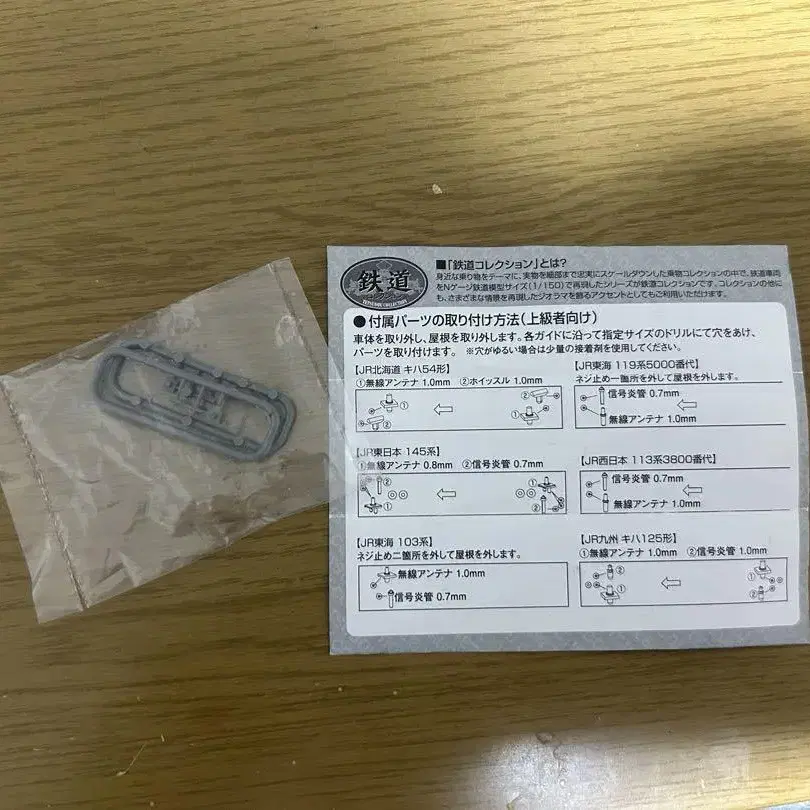 鉄道
TETSUDOU COLLECTION
■「鉄道コレクション」とは?
身近な乗り物をテーマに、実物を細部まで忠実にスケールダウンした乗物コレクションの中で、鉄道車両
をNゲージ鉄道模型サイズ(1/150)で再現したシリーズが鉄道コレクションです。コレクションの他に
も、さまざまな情景を再現したジオラマを飾るアクセントとしてもご利用いただけます。
●付属パーツの取り付け方法(上級者向け)
車体を取り外し、屋根を取り外します。各ガイドに沿って指定サイズのドリルにて穴をあけ、
パーツを取り付けます。 ※穴がゆるい場合は少量の接着剤を使用してください。
【JR北海道 キハ54形】
①無線アンテナ 1.0mm ②ホイッスル 1.0mm
① ② ② ①
【JR東海 119系5000番代】
ネジ止め一箇所を外して屋根を外します。
信号炎管 0.7mm
無線アンテナ 1.0mm
【JR東日本 145系】
①無線アンテナ 0.8mm ②信号炎管 0.7mm
② ① ① ②
【JR西日本 113系3800番代】
信号炎管 0.7mm
無線アンテナ 1.0mm
【JR東海 103系】
ネジ止め二箇所を外して屋根を外します。
無線アンテナ 1.0mm
信号炎管 0.7mm
【JR九州 キハ125形】
①無線アンテナ 1.0mm ②信号炎管 1.0mm
② ① ① ②